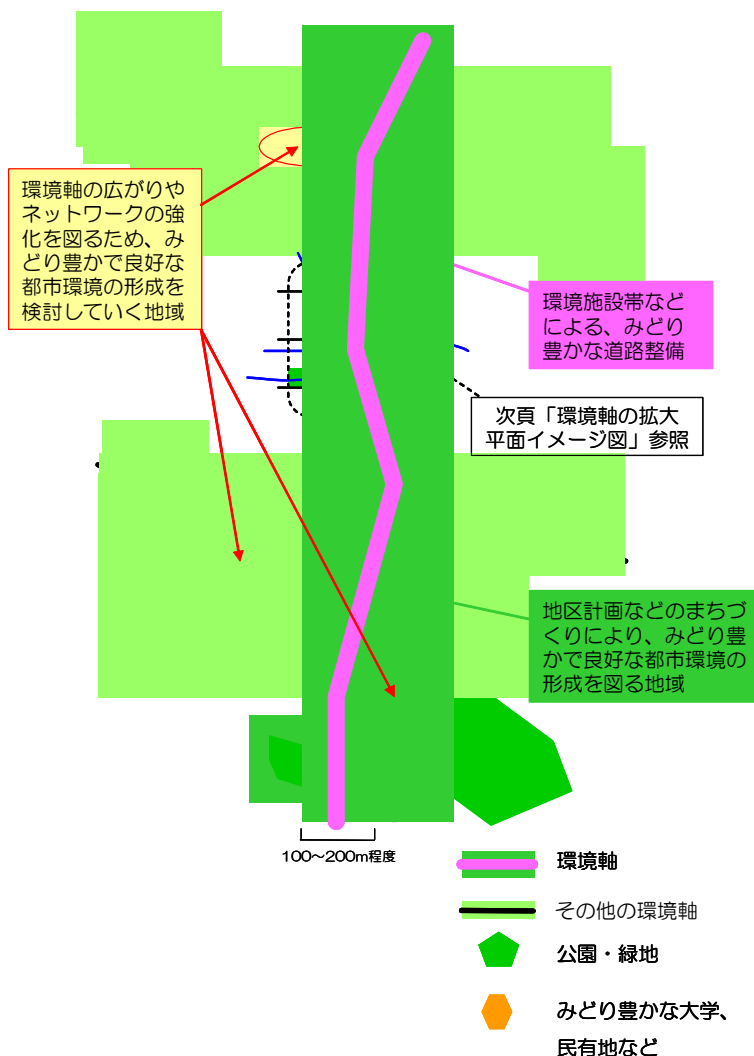 環境軸の広がりや
ネットワークの強
化を図るため、み
どり豊かで良好な
都市環境の形成を
検討していく地域
環境施設帯など
による、みどり
豊かな道路整備
次頁「環境軸の拡大
平面イメージ図」参照
地区計画などのまちづ
くりにより、みどり豊
かで良好な都市環境の
形成を図る地域
100～200m程度
環境軸
その他の環境軸
公園・緑地
みどり豊かな大学、
民有地など